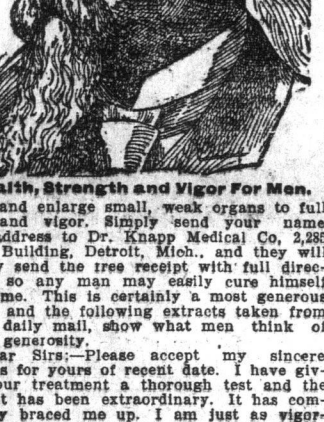 alth, Strength and Vigor For Men.
and enlarge small, weak organs to full
and vigor. Simply send your name
address to Dr. Knapp Medical Co, 2,285
Building, Detroit, Mich., and they will
y send the tree receipt with full direc-
so any man may easily cure himself
me. This is certainly a most generous
and the following extracts taken from
daily mail, show what men think of
generosity.
ar Sirs:—Please accept my sincere
s for yours of recent date. I have giv-
our treatment a thorough test and the
t has been extraordinary. It has com-
y braced me up. I am just as vigor-